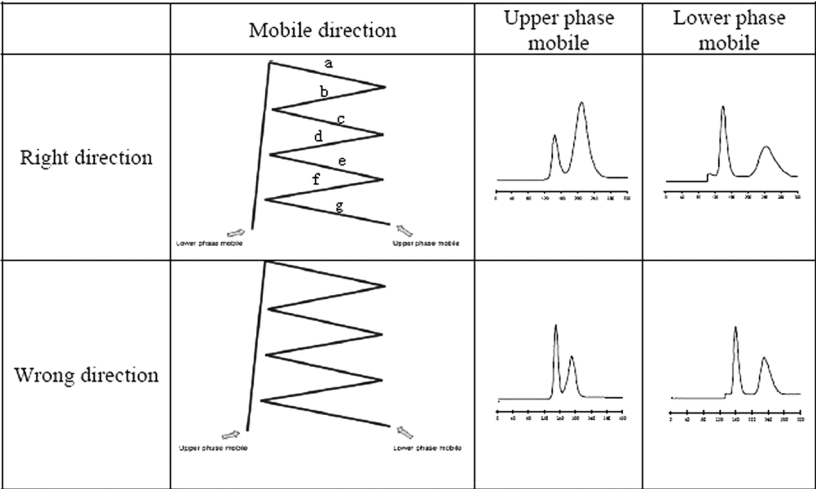 Mobile direction
Upper phase mobile
Lower phase mobile
Right direction
a
b
c
d
e
f
g
Lower phase mobile
Upper phase mobile
Wrong direction
Upper phase mobile
Lower phase mobile